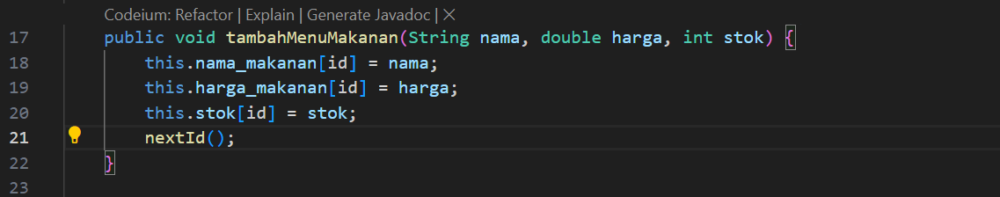 Codeium: Refactor | Explain | Generate Javadoc | X
17 public void tambahMenuMakanan(String nama, double harga, int stok) {
18 this.nama_makanan[id] = nama;
19 this.harga_makanan[id] = harga;
20 this.stok[id] = stok;
21 nextId();
22 }
23